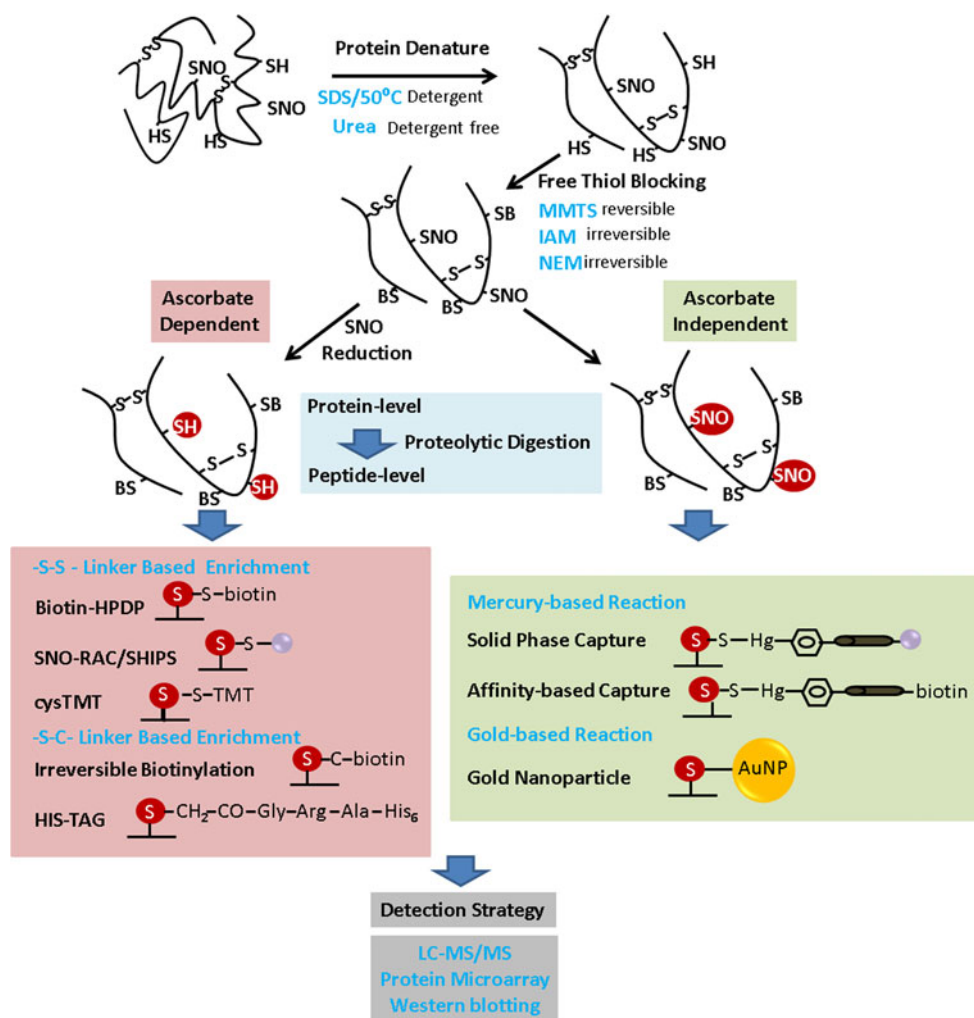 S
S
SNO
SH
S
S
SNO
HS
HS
Protein Denature
SDS/50⁰C Detergent
Urea Detergent free
S-S
SH
SNO
S-S
HS
HS
SNO
Free Thiol Blocking
MMTS reversible
IAM irreversible
NEM irreversible
S-S
SB
SNO
S-S
BS
BS
SNO
Ascorbate
Dependent
SNO
Reduction
Ascorbate
Independent
S-S
SB
SH
S-S
BS
BS
SH
Protein-level
Proteolytic Digestion
Peptide-level
S-S
SB
SNO
S-S
BS
BS
SNO
-S-S - Linker Based Enrichment
Biotin-HPDP S-S-biotin
SNO-RAC/SHIPS S-S-
cysTMT S-S-TMT
-S-C- Linker Based Enrichment
Irreversible Biotinylation S-C-biotin
HIS-TAG S-CH₂-CO-Gly-Arg-Ala-His₆
Mercury-based Reaction
Solid Phase Capture S-S-Hg-
Affinity-based Capture S-S-Hg- -biotin
Gold-based Reaction
Gold Nanoparticle S-AuNP
Detection Strategy
LC-MS/MS
Protein Microarray
Western blotting